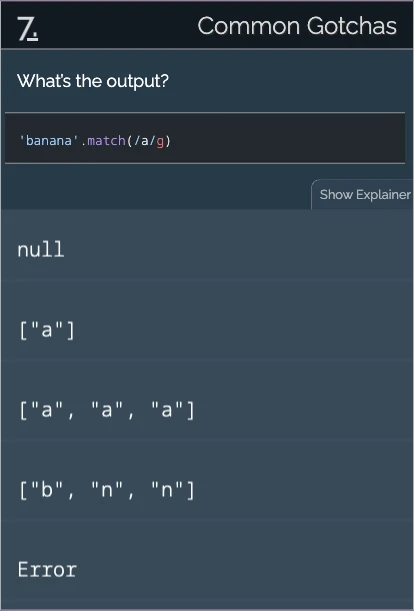 7.
Common Gotchas
What's the output?
'banana'.match(/a/g)
Show Explainer
null
["a"]
["a", "a", "a"]
["b", "n", "n"]
Error